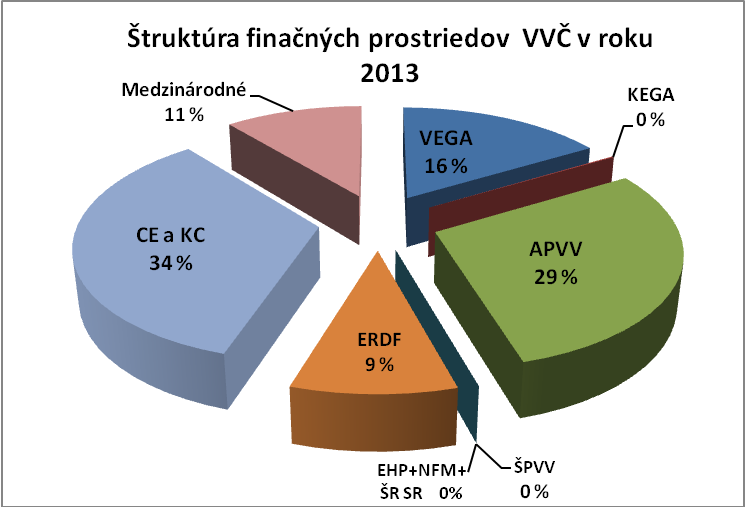 Štruktúra finačných prostriedov VVČ v roku
2013
Medzinárodné
11 %
KEGA
0 %
VEGA
16 %
CE a KC
34 %
APVV
29 %
ERDF
9 %
EHP+NFM+
ŠR SR 0%
ŠPVV
0 %